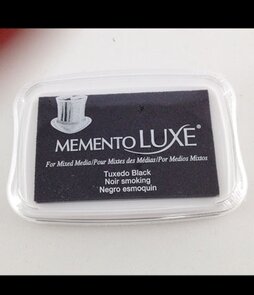 MEMENTO LUXE®
For Mixed Media/Pour Mixtes des Médias/Por Medios Mixtos
Tuxedo Black
Noir smoking
Negro esmoquin